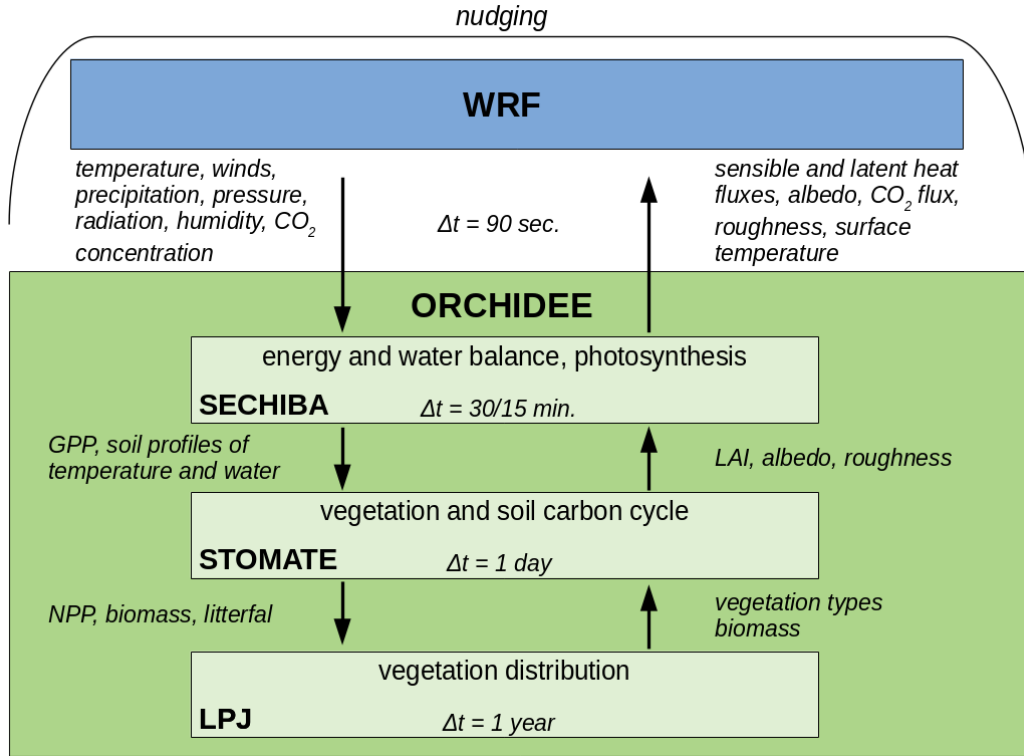 nudging
WRF
temperature, winds,
precipitation, pressure,
radiation, humidity, CO₂
concentration
Δt = 90 sec.
sensible and latent heat
fluxes, albedo, CO₂ flux,
roughness, surface
temperature
ORCHIDEE
energy and water balance, photosynthesis
SECHIBA
Δt = 30/15 min.
GPP, soil profiles of
temperature and water
LAI, albedo, roughness
vegetation and soil carbon cycle
STOMATE
Δt = 1 day
NPP, biomass, litterfal
vegetation types
biomass
vegetation distribution
LPJ
Δt = 1 year